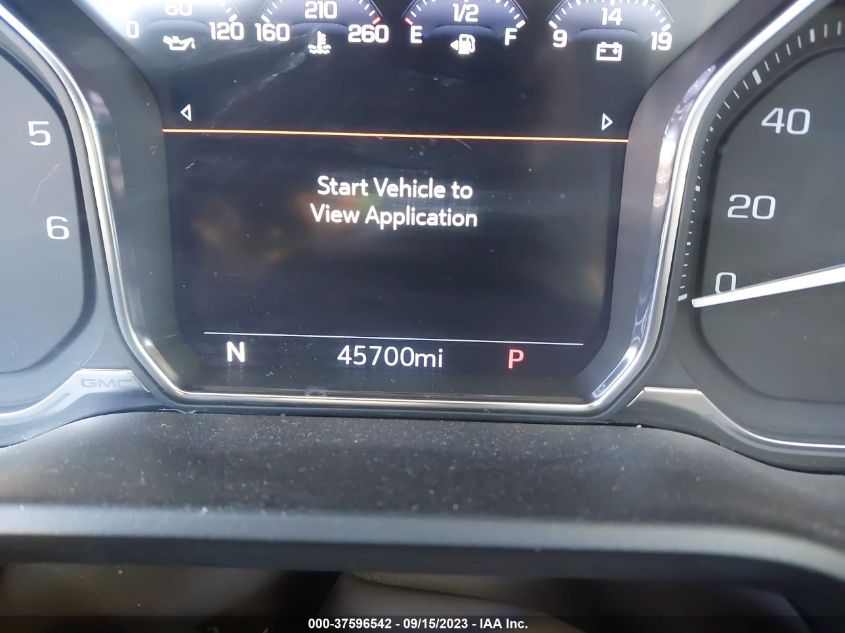 0 60 120 160 210 260 E 1/2 F 9 14 19
5
40
Start Vehicle to
View Application
20
6
0
N 45700mi P
GMC
000-37596542 - 09/15/2023 - IAA Inc.